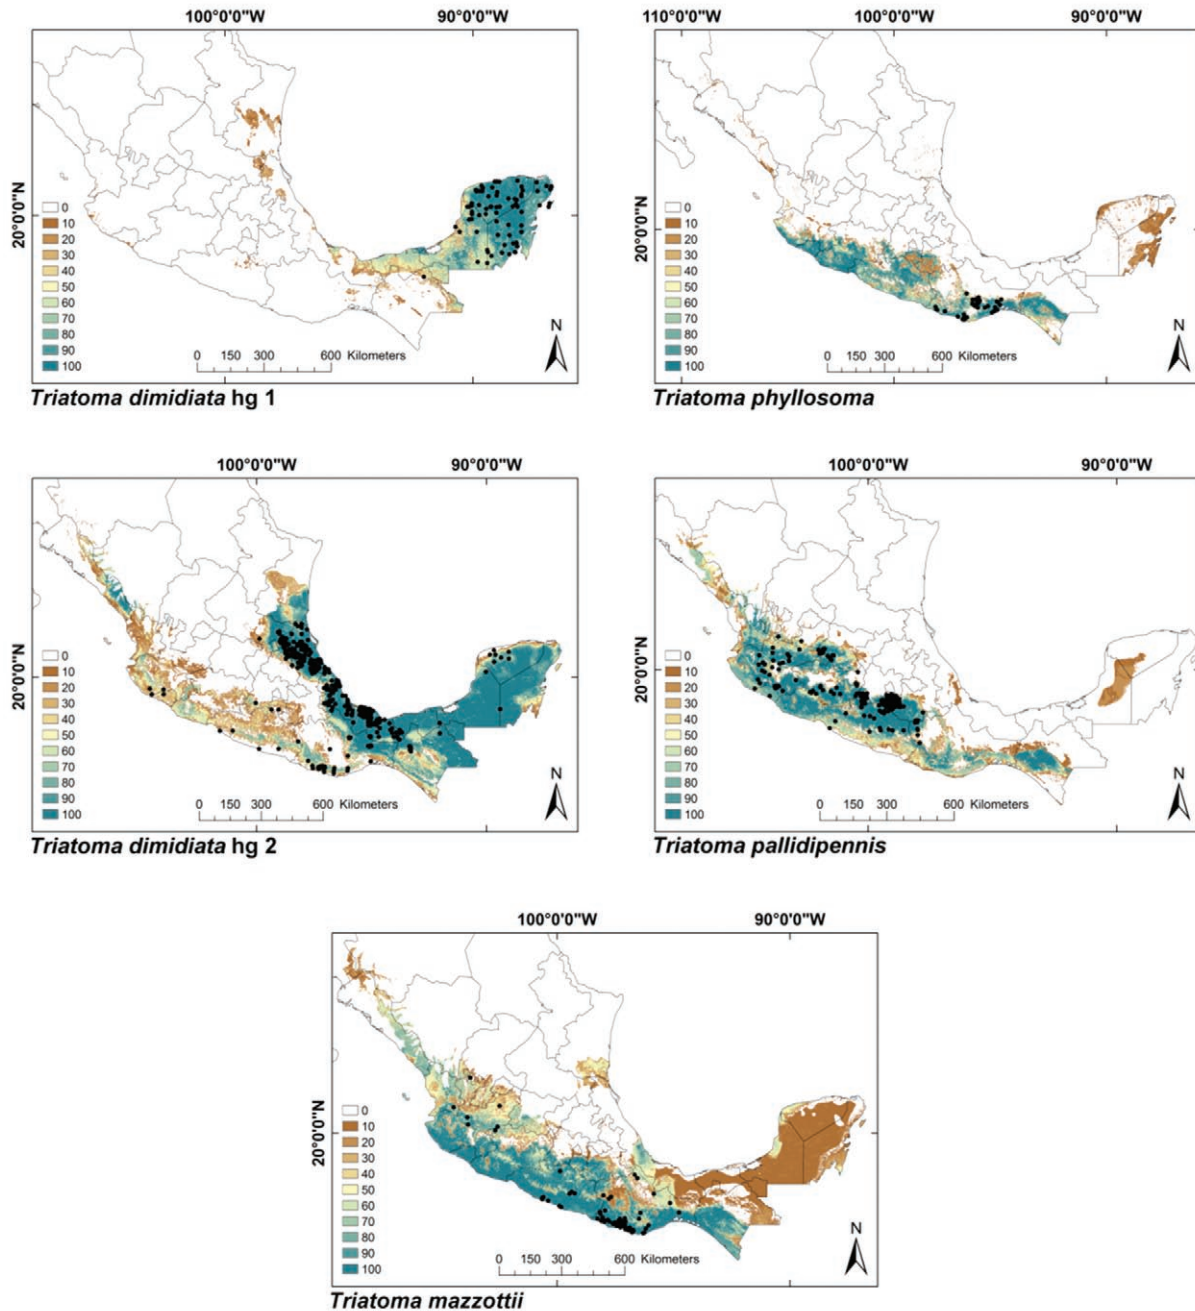 100°0'0"W 90°0'0"W
20°0'0"N
0
10
20
30
40
50
60
70
80
90
100
0 150 300 600 Kilometers
N
Triatoma dimidiata hg 1
110°0'0"W 100°0'0"W 90°0'0"W
20°0'0"N
0
10
20
30
40
50
60
70
80
90
100
0 150 300 600 Kilometers
N
Triatoma phyllosoma
100°0'0"W 90°0'0"W
20°0'0"N
0
10
20
30
40
50
60
70
80
90
100
0 150 300 600 Kilometers
N
Triatoma dimidiata hg 2
100°0'0"W 90°0'0"W
20°0'0"N
0
10
20
30
40
50
60
70
80
90
100
0 150 300 600 Kilometers
N
Triatoma pallidipennis
100°0'0"W 90°0'0"W
20°0'0"N
0
10
20
30
40
50
60
70
80
90
100
0 150 300 600 Kilometers
N
Triatoma mazzottii